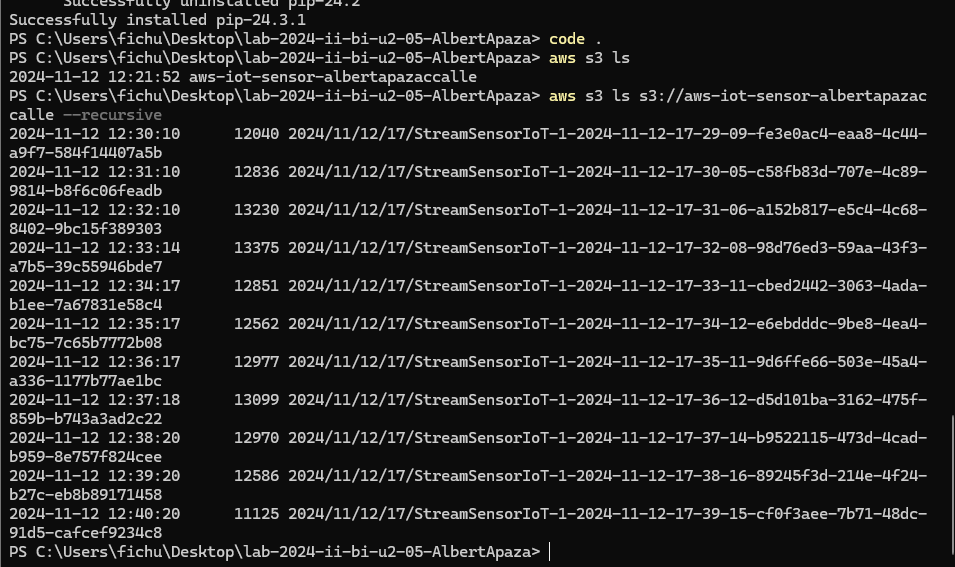 Successfully uninstalled pip-24.2
Successfully installed pip-24.3.1
PS C:\Users\fichu\Desktop\lab-2024-ii-bi-u2-05-AlbertApaza> code .
PS C:\Users\fichu\Desktop\lab-2024-ii-bi-u2-05-AlbertApaza> aws s3 ls
2024-11-12 12:21:52 aws-iot-sensor-albertapazaccalle
PS C:\Users\fichu\Desktop\lab-2024-ii-bi-u2-05-AlbertApaza> aws s3 ls s3://aws-iot-sensor-albertapazac
calle --recursive
2024-11-12 12:30:10      12040 2024/11/12/17/StreamSensorIoT-1-2024-11-12-17-29-09-fe3e0ac4-eaa8-4c44-
a9f7-584f14407a5b
2024-11-12 12:31:10      12836 2024/11/12/17/StreamSensorIoT-1-2024-11-12-17-30-05-c58fb83d-707e-4c89-
9814-b8f6c06feadb
2024-11-12 12:32:10      13230 2024/11/12/17/StreamSensorIoT-1-2024-11-12-17-31-06-a152b817-e5c4-4c68-
8402-9bc15f389303
2024-11-12 12:33:14      13375 2024/11/12/17/StreamSensorIoT-1-2024-11-12-17-32-08-98d76ed3-59aa-43f3-
a7b5-39c55946bde7
2024-11-12 12:34:17      12851 2024/11/12/17/StreamSensorIoT-1-2024-11-12-17-33-11-cbed2442-3063-4ada-
b1ee-7a67831e58c4
2024-11-12 12:35:17      12562 2024/11/12/17/StreamSensorIoT-1-2024-11-12-17-34-12-e6ebdddc-9be8-4ea4-
bc75-7c65b7772b08
2024-11-12 12:36:17      12977 2024/11/12/17/StreamSensorIoT-1-2024-11-12-17-35-11-9d6ffe66-503e-45a4-
a336-1177b77ae1bc
2024-11-12 12:37:18      13099 2024/11/12/17/StreamSensorIoT-1-2024-11-12-17-36-12-d5d101ba-3162-475f-
859b-b743a3ad2c22
2024-11-12 12:38:20      12970 2024/11/12/17/StreamSensorIoT-1-2024-11-12-17-37-14-b9522115-473d-4cad-
b959-8e757f824cee
2024-11-12 12:39:20      12586 2024/11/12/17/StreamSensorIoT-1-2024-11-12-17-38-16-89245f3d-214e-4f24-
b27c-eb8b89171458
2024-11-12 12:40:20      11125 2024/11/12/17/StreamSensorIoT-1-2024-11-12-17-39-15-cf0f3aee-7b71-48dc-
91d5-cafcef9234c8
PS C:\Users\fichu\Desktop\lab-2024-ii-bi-u2-05-AlbertApaza>